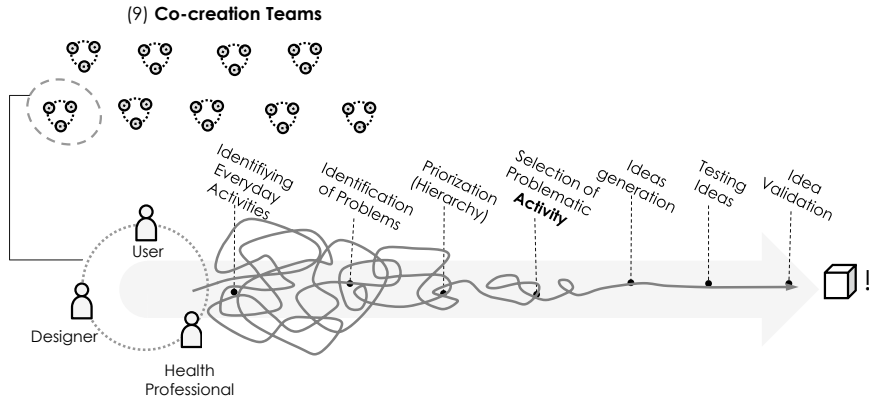 (9) Co-creation Teams
Identifiying
Everyday
Activities
Identification
of Problems
Priorization
(Hierarchy)
Selection of
Problematic
Activity
Ideas
generation
Testing
Ideas
Idea
Validation
User
Designer
Health
Professional
!